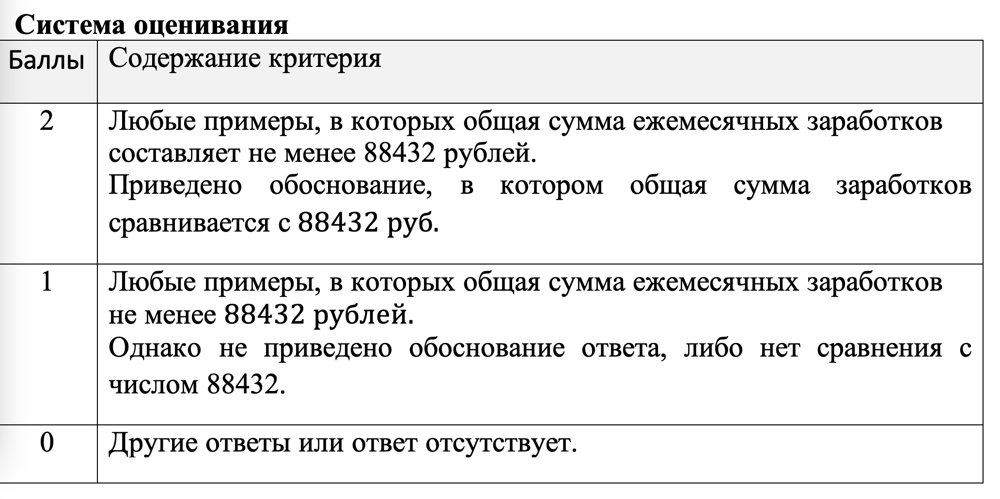 Система оценивания
Баллы
Содержание критерия
2
Любые примеры, в которых общая сумма ежемесячных заработков
составляет не менее 88432 рублей.
Приведено обоснование, в котором общая сумма заработков
сравнивается с 88432 руб.
1
Любые примеры, в которых общая сумма ежемесячных заработков
не менее 88432 рублей.
Однако не приведено обоснование ответа, либо нет сравнения с
числом 88432.
0
Другие ответы или ответ отсутствует.